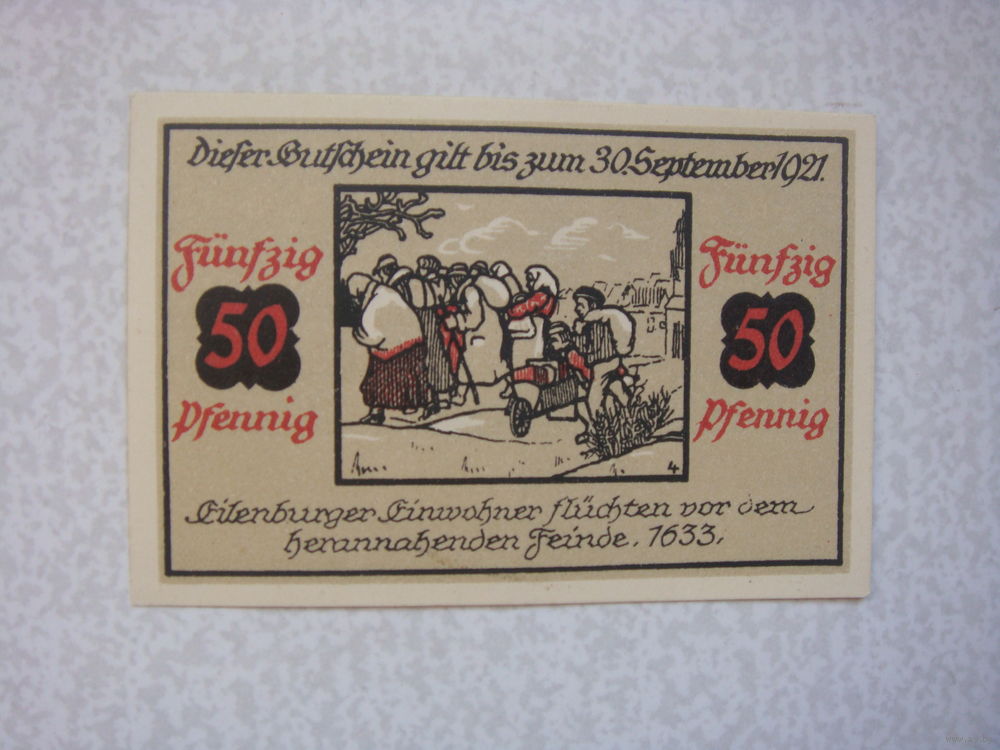 Dieser Gutschein gilt bis zum 30. September 1921.
Fünfzig
50
Pfennig
Fünfzig
50
Pfennig
4
Eilenburger Einwohner flüchten vor dem
herannahenden Feinde. 1633.